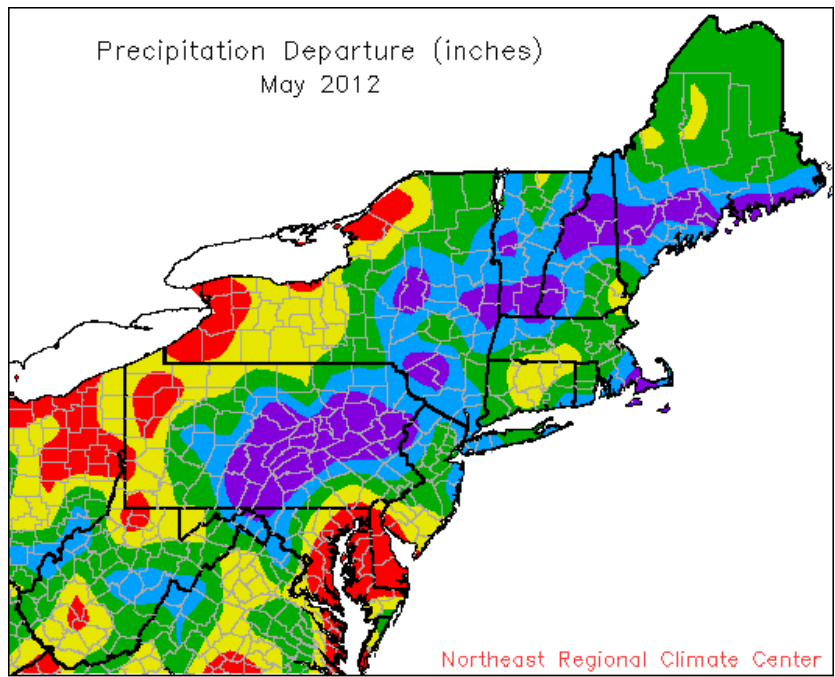 Precipitation Departure (inches)
May 2012
Northeast Regional Climate Center